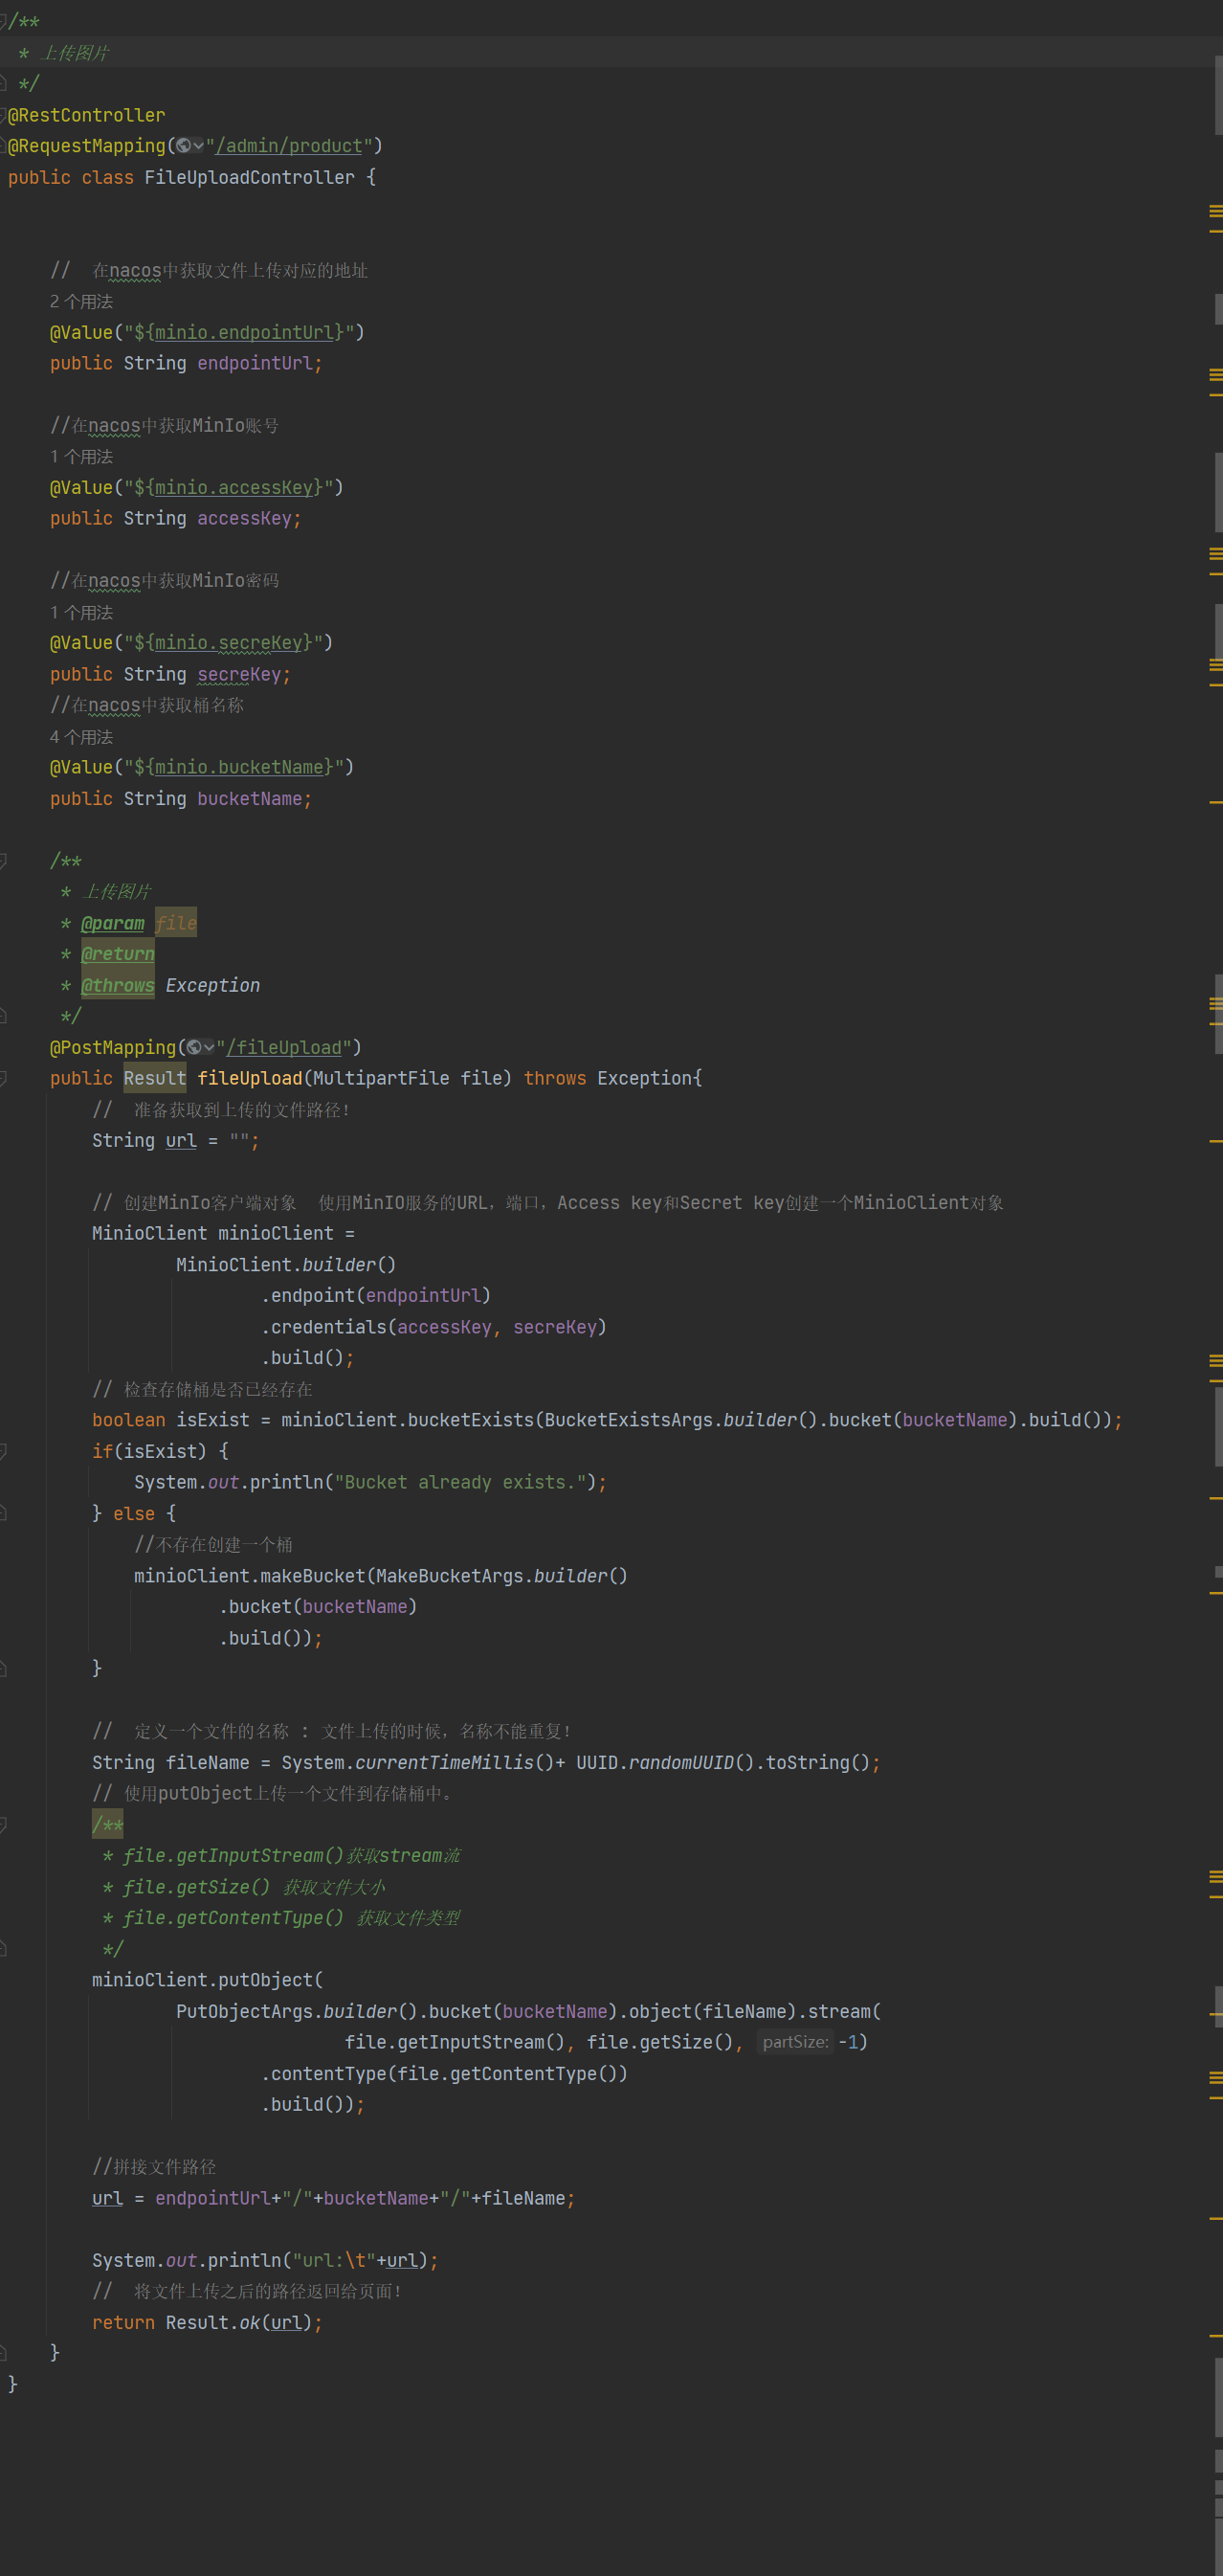 /**
 * 上传图片
 */
@RestController
@RequestMapping("/admin/product")
public class FileUploadController {
//  在nacos中获取文件上传对应的地址
2 个用法
@Value("${minio.endpointUrl}")
public String endpointUrl;
//在nacos中获取MinIo账号
1 个用法
@Value("${minio.accessKey}")
public String accessKey;
//在nacos中获取MinIo密码
1 个用法
@Value("${minio.secreKey}")
public String secreKey;
//在nacos中获取桶名称
4 个用法
@Value("${minio.bucketName}")
public String bucketName;
/**
 * 上传图片
 * @param file
 * @return
 * @throws Exception
 */
@PostMapping("/fileUpload")
public Result fileUpload(MultipartFile file) throws Exception{
//  准备获取到上传的文件路径！
String url = "";
// 创建MinIo客户端对象  使用MinIO服务的URL，端口，Access key和Secret key创建一个MinioClient对象
MinioClient minioClient =
MinioClient.builder()
.endpoint(endpointUrl)
.credentials(accessKey, secreKey)
.build();
// 检查存储桶是否已经存在
boolean isExist = minioClient.bucketExists(BucketExistsArgs.builder().bucket(bucketName).build());
if(isExist) {
System.out.println("Bucket already exists.");
} else {
//不存在创建一个桶
minioClient.makeBucket(MakeBucketArgs.builder()
.bucket(bucketName)
.build());
}
//  定义一个文件的名称 : 文件上传的时候，名称不能重复！
String fileName = System.currentTimeMillis()+ UUID.randomUUID().toString();
// 使用putObject上传一个文件到存储桶中。
/**
 * file.getInputStream()获取stream流
 * file.getSize() 获取文件大小
 * file.getContentType() 获取文件类型
 */
minioClient.putObject(
PutObjectArgs.builder().bucket(bucketName).object(fileName).stream(
file.getInputStream(), file.getSize(), partSize: -1)
.contentType(file.getContentType())
.build());
//拼接文件路径
url = endpointUrl+"/"+bucketName+"/"+fileName;
System.out.println("url:\t"+url);
//  将文件上传之后的路径返回给页面！
return Result.ok(url);
}
}